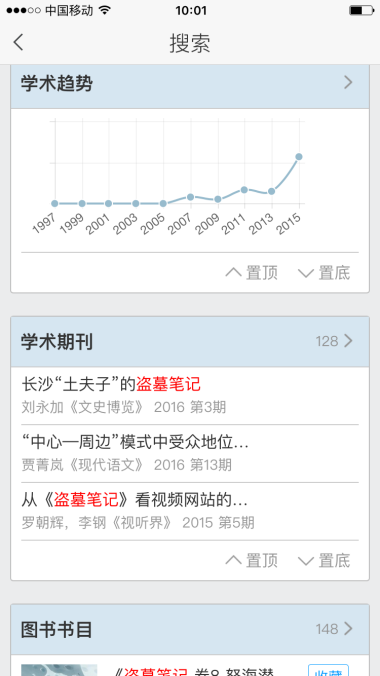 中国移动 10:01
搜索
学术趋势
1997 1999 2001 2003 2005 2007 2009 2011 2013 2015
置顶 置底
学术期刊 128
长沙“土夫子”的盗墓笔记
刘永加《文史博览》 2016 第3期
“中心—周边”模式中受众地位...
贾菁岚《现代语文》 2016 第13期
从《盗墓笔记》看视频网站的...
罗朝辉，李钢《视听界》 2015 第5期
置顶 置底
图书书目 148
《盗墓笔记 卷8 怒海潜 收藏